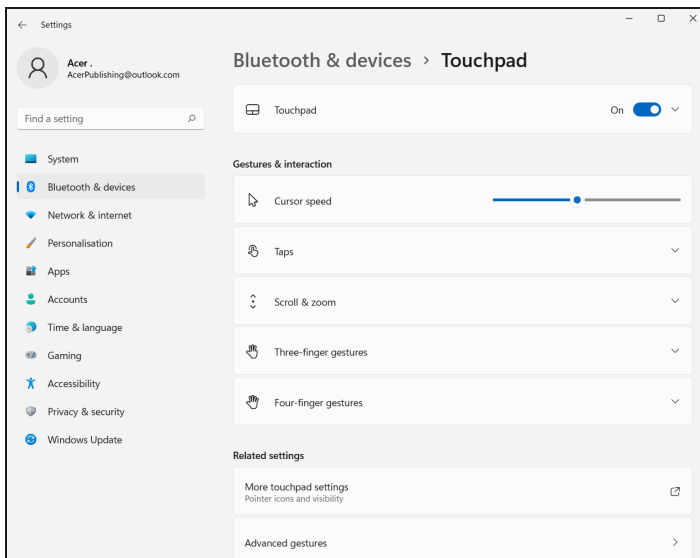 Settings
Acer .
AcerPublishing@outlook.com
Find a setting
System
Bluetooth & devices
Network & internet
Personalisation
Apps
Accounts
Time & language
Gaming
Accessibility
Privacy & security
Windows Update
Bluetooth & devices > Touchpad
Touchpad
On
Gestures & interaction
Cursor speed
Taps
Scroll & zoom
Three-finger gestures
Four-finger gestures
Related settings
More touchpad settings
Pointer icons and visibility
Advanced gestures